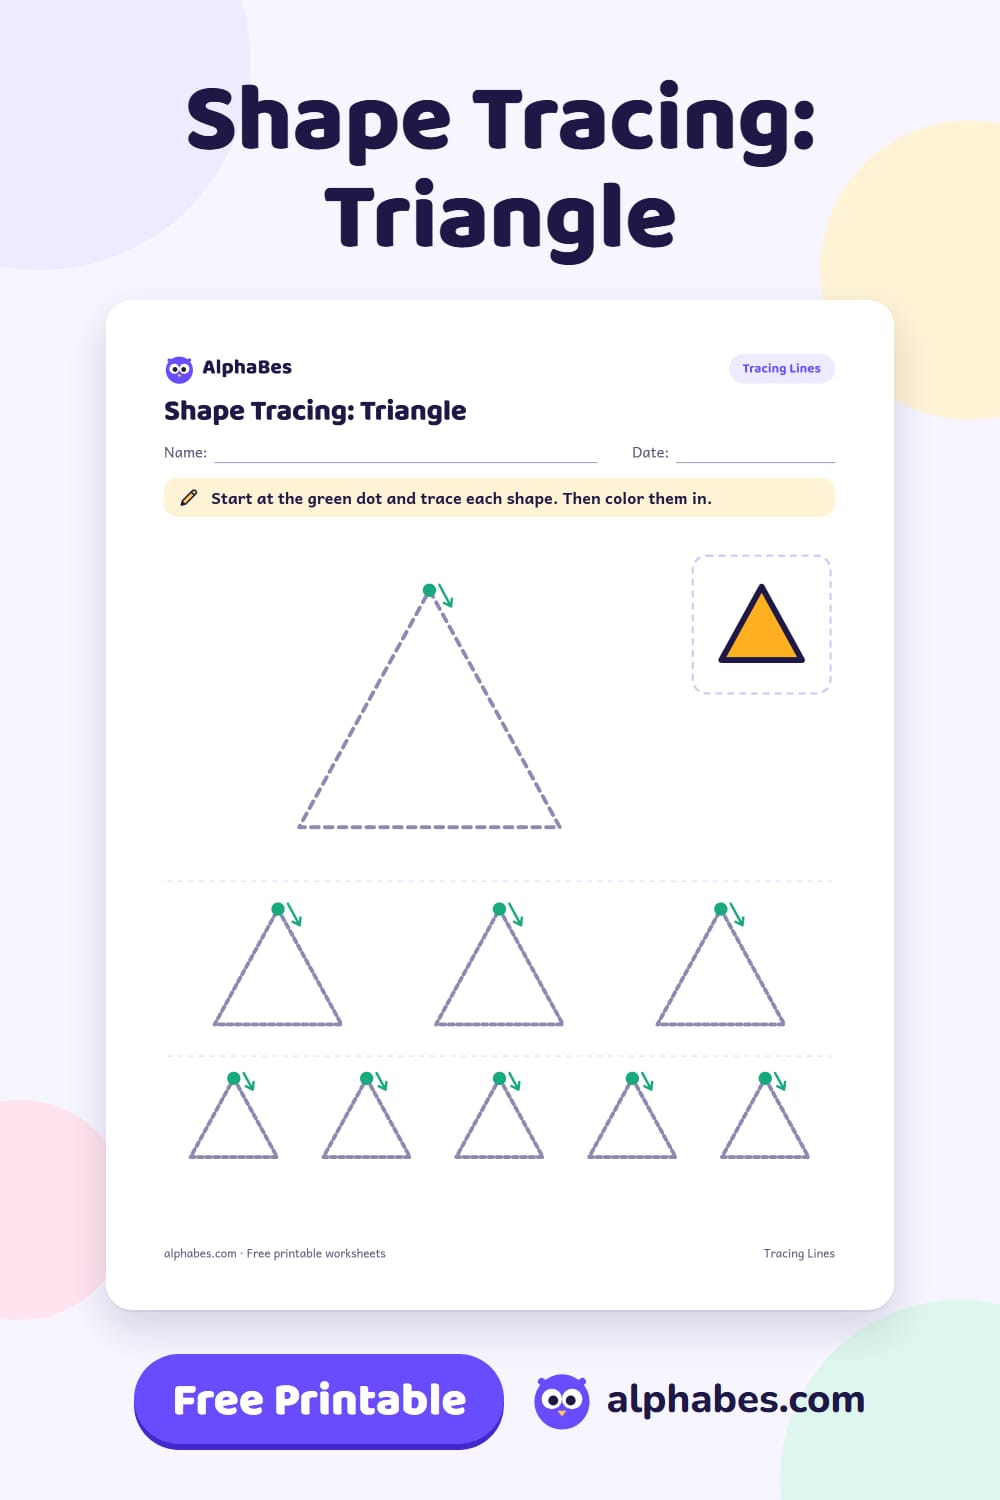 Shape Tracing:
Triangle
AlphaBes
Tracing Lines
Shape Tracing: Triangle
Name:
Date:
Start at the green dot and trace each shape. Then color them in.
alphabes.com · Free printable worksheets
Tracing Lines
Free Printable
alphabes.com